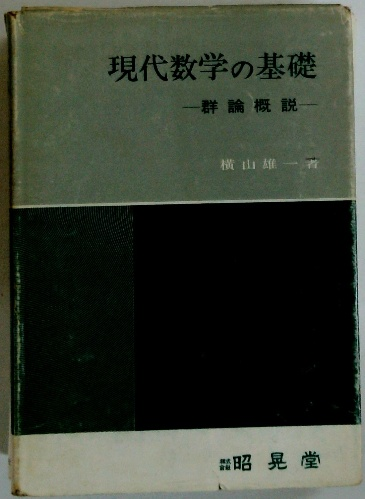 現代数学の基礎
—群論概説—
横山雄一著
株式会社昭晃堂